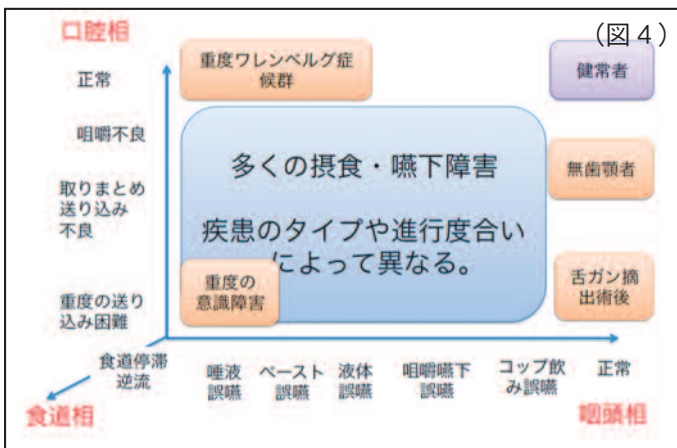 （図４）
口腔相
正常
咀嚼不良
取りまとめ
送り込み
不良
重度の送り
込み困難
重度ワレンベルグ症
候群
健常者
多くの摂食・嚥下障害
疾患のタイプや進行度合い
によって異なる。
無歯顎者
重度の
意識障害
舌ガン摘
出術後
食道停滞
逆流
食道相
唾液
誤嚥
ペースト
誤嚥
液体
誤嚥
咀嚼嚥下
誤嚥
コップ飲
み誤嚥
正常
咽頭相